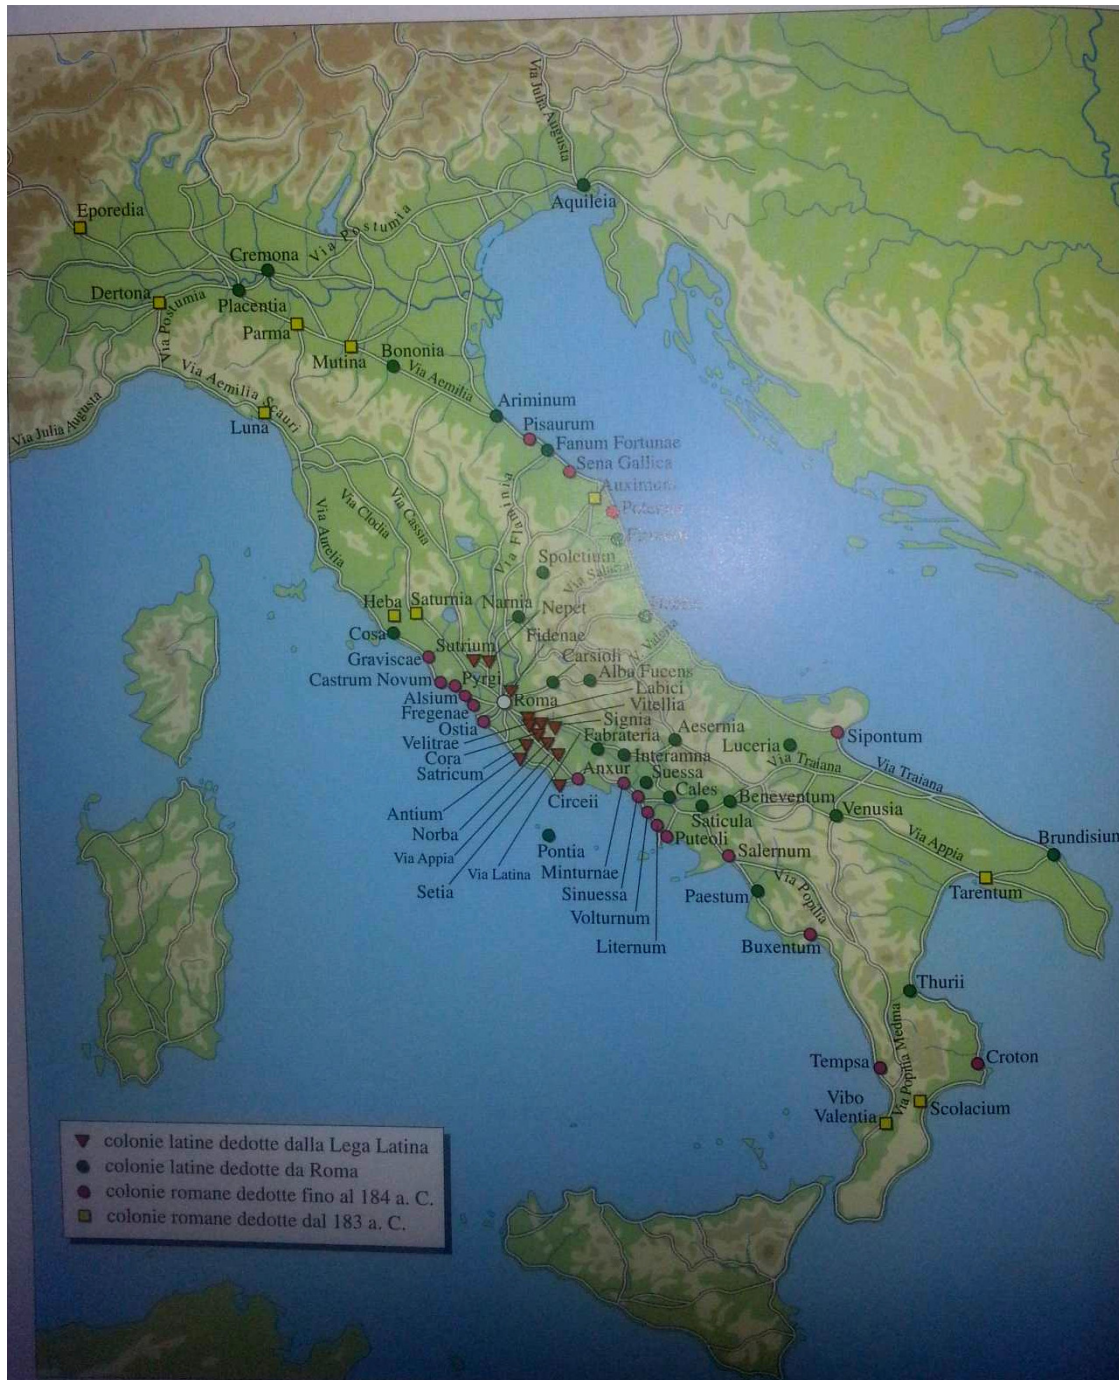 Via Julia Augusta
Aquileia
Eporedia
Via Postumia
Cremona
Dertona
Placentia
Via Postumia
Parma
Mutina
Bononia
Via Aemilia
Via Aemilia Scauri
Via Julia Augusta
Luna
Ariminum
Pisaurum
Fanum Fortunae
Sena Gallica
Via Flaminia
Via Clodia
Via Cassia
Via Aurelia
Spoletium
Heba
Saturnia
Narnia
Nepet
Cosa
Fidenae
Sutrium
Carsioli
Graviscae
Alba Fucens
Castrum Novum
Pyrgi
Labici
Alsium
Roma
Vitellia
Fregenae
Signia
Ostia
Fabrateria
Aesernia
Sipontum
Velitrae
Luceria
Cora
Interamna
Via Traiana
Via Traiana
Satricum
Anxur
Suessa
Circeii
Cales
Beneventum
Antium
Saticula
Venusia
Norba
Puteoli
Via Appia
Via Appia
Pontia
Salernum
Brundisium
Via Latina
Minturnae
Setia
Sinuessa
Paestum
Via Popilia
Tarentum
Volturnum
Liternum
Buxentum
Thurii
Via Popilia Medma
Tempsa
Croton
Vibo
Valentia
Scolacium
colonie latine dedotte dalla Lega Latina
colonie latine dedotte da Roma
colonie romane dedotte fino al 184 a. C.
colonie romane dedotte dal 183 a. C.